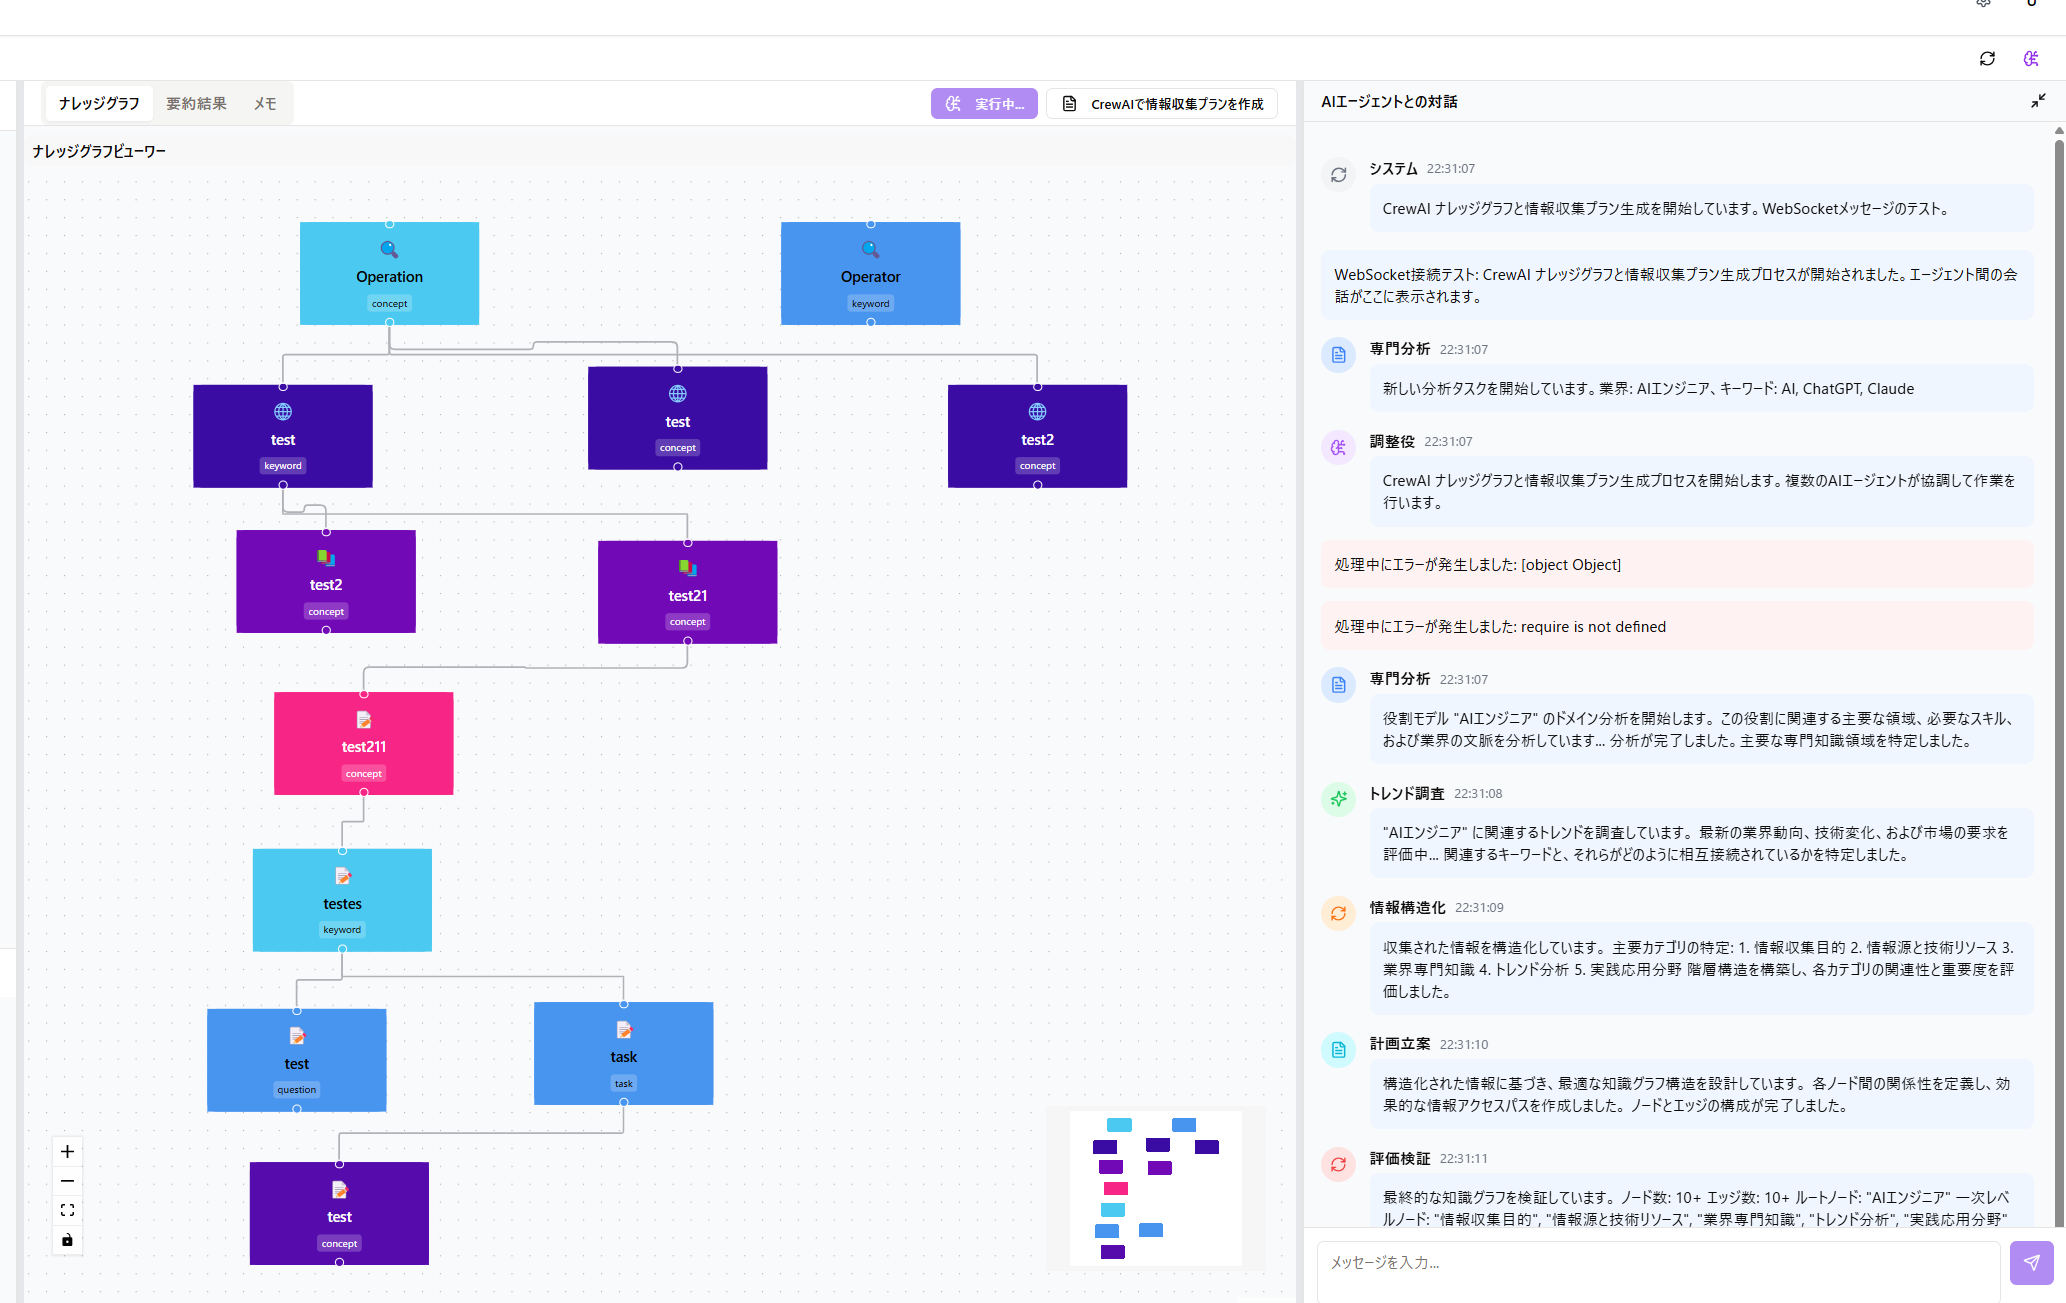 ナレッジグラフ
要約結果
メモ
実行中...
CrewAIで情報収集プランを作成
ナレッジグラフビューワー
Operation
concept
Operator
keyword
test
keyword
test
concept
test2
concept
test2
concept
test21
concept
test211
concept
testes
keyword
test
question
task
task
test
concept
AIエージェントとの対話
システム 22:31:07
CrewAI ナレッジグラフと情報収集プラン生成を開始しています。WebSocketメッセージのテスト。
WebSocket接続テスト: CrewAI ナレッジグラフと情報収集プラン生成プロセスが開始されました。エージェント間の会
話がここに表示されます。
専門分析 22:31:07
新しい分析タスクを開始しています。業界: AIエンジニア、キーワード: AI, ChatGPT, Claude
調整役 22:31:07
CrewAI ナレッジグラフと情報収集プラン生成プロセスを開始します。複数のAIエージェントが協調して作業を
行います。
処理中にエラーが発生しました: [object Object]
処理中にエラーが発生しました: require is not defined
専門分析 22:31:07
役割モデル "AIエンジニア" のドメイン分析を開始します。 この役割に関連する主要な領域、必要なスキル、
および業界の文脈を分析しています... 分析が完了しました。主要な専門知識領域を特定しました。
トレンド調査 22:31:08
"AIエンジニア" に関連するトレンドを調査しています。 最新の業界動向、技術変化、および市場の要求を
評価中... 関連するキーワードと、それらがどのように相互接続されているかを特定しました。
情報構造化 22:31:09
収集された情報を構造化しています。 主要カテゴリの特定: 1. 情報収集目的 2. 情報源と技術リソース 3.
業界専門知識 4. トレンド分析 5. 実践応用分野 階層構造を構築し、各カテゴリの関連性と重要度を評
価しました。
計画立案 22:31:10
構造化された情報に基づき、最適な知識グラフ構造を設計しています。 各ノード間の関係性を定義し、効
果的な情報アクセスパスを作成しました。 ノードとエッジの構成が完了しました。
評価検証 22:31:11
最終的な知識グラフを検証しています。 ノード数: 10+ エッジ数: 10+ ルートノード: "AIエンジニア" 一次レベ
ルノード: "情報収集目的", "情報源と技術リソース", "業界専門知識", "トレンド分析", "実践応用分野"
メッセージを入力...